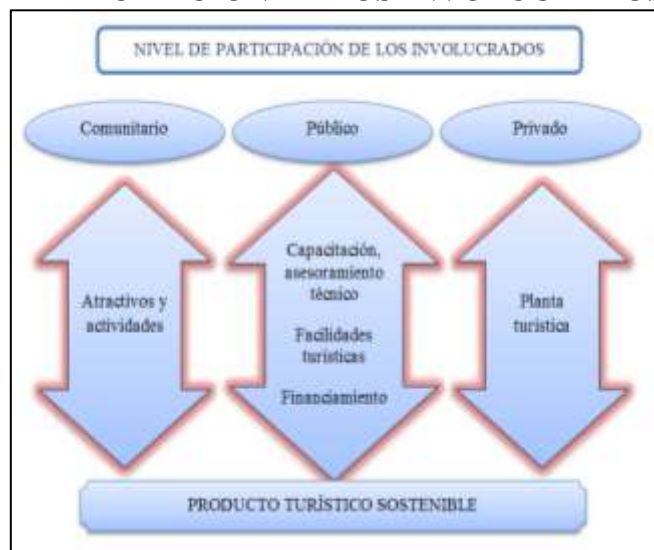 NIVEL DE PARTICIPACIÓN DE LOS INVOLUCRADOS
Comunitario
Público
Privado
Atractivos y
actividades
Capacitación,
asesoramiento
técnico
Facilidades
turísticas
Financiamiento
Planta
turística
PRODUCTO TURÍSTICO SOSTENIBLE